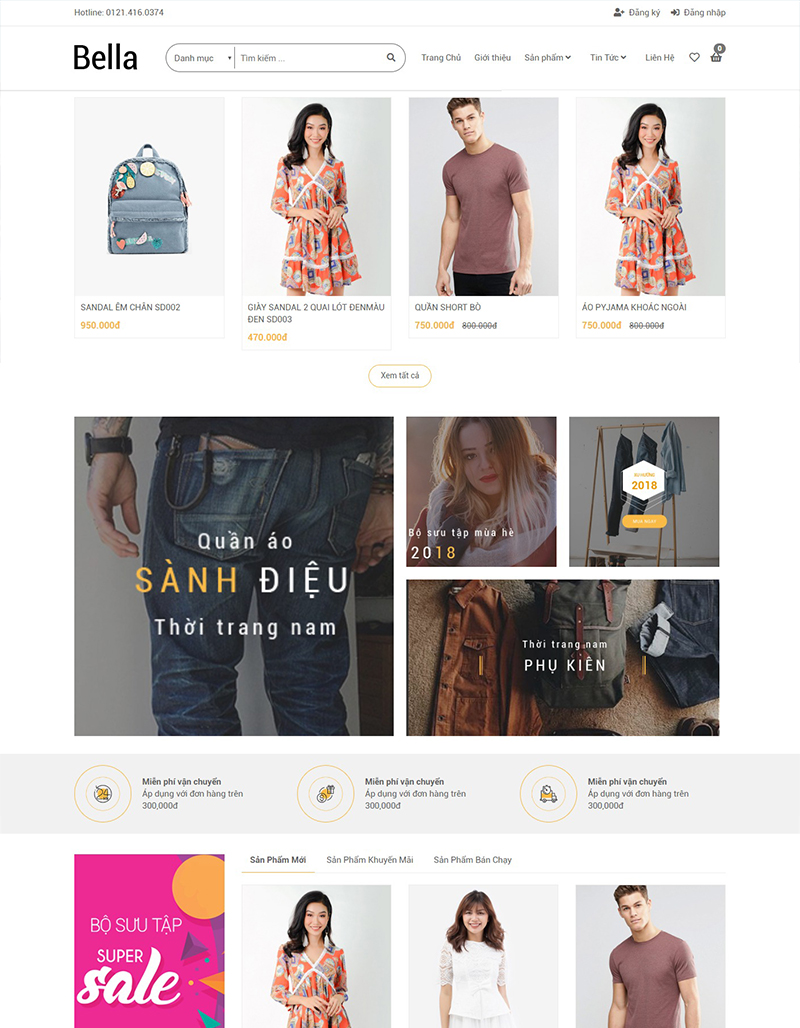 Hotline: 0121.416.0374
Đăng ký
Đăng nhập
Bella
Danh mục
Tìm kiếm ...
Trang Chủ
Giới thiệu
Sản phẩm
Tin Tức
Liên Hệ
0
SANDAL ÊM CHÂN SD002
950.000đ
GIÀY SANDAL 2 QUAI LÓT ĐENMÀU
ĐEN SD003
470.000đ
QUẦN SHORT BÒ
750.000đ 800.000đ
ÁO PYJAMA KHOÁC NGOÀI
750.000đ 800.000đ
Xem tất cả
Quần áo
SÀNH ĐIỆU
Thời trang nam
Bộ sưu tập mùa hè
2018
XU HƯỚNG
2018
MUA NGAY
Thời trang nam
PHỤ KIỆN
24
Miễn phí vận chuyển
Áp dụng với đơn hàng trên
300,000đ
Miễn phí vận chuyển
Áp dụng với đơn hàng trên
300,000đ
Miễn phí vận chuyển
Áp dụng với đơn hàng trên
300,000đ
BỘ SƯU TẬP
SUPER
sale
Sản Phẩm Mới
Sản Phẩm Khuyến Mãi
Sản Phẩm Bán Chạy